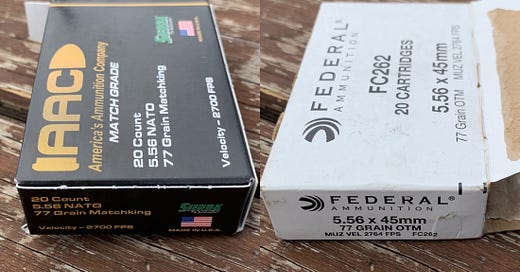 AAC
America's Ammunition Company
MATCH GRADE
20 Count
5.56 NATO
77 Grain Matchking
Velocity - 2700 FPS
SIERRA
20 Count
5.56 NATO
77 Grain Matchking
Velocity - 2700 FPS
SIERRA
MADE IN U.S.A.
FEDERAL
AMMUNITION
FC262
20 CARTRIDGES
5.56 x 45mm
77 Grain OTM
MUZ VEL 2764 FPS
FEDERAL
AMMUNITION
5.56 x 45mm
77 GRAIN OTM
MUZ VEL 2764 FPS FC262